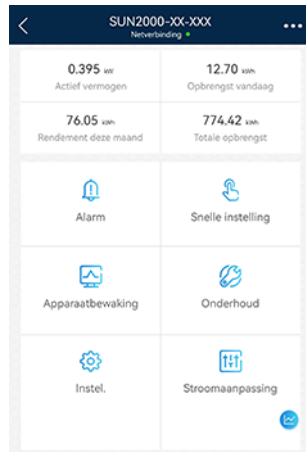 SUN2000-XX-XXX
Netverbinding
0.395 kW 12.70 kWh
Actief vermogen Opbrengst vandaag
76.05 kWh 774.42 kWh
Rendement deze maand Totale opbrengst
Alarm Snelle instelling
Apparaatbewaking Onderhoud
Instel. Stroomaanpassing